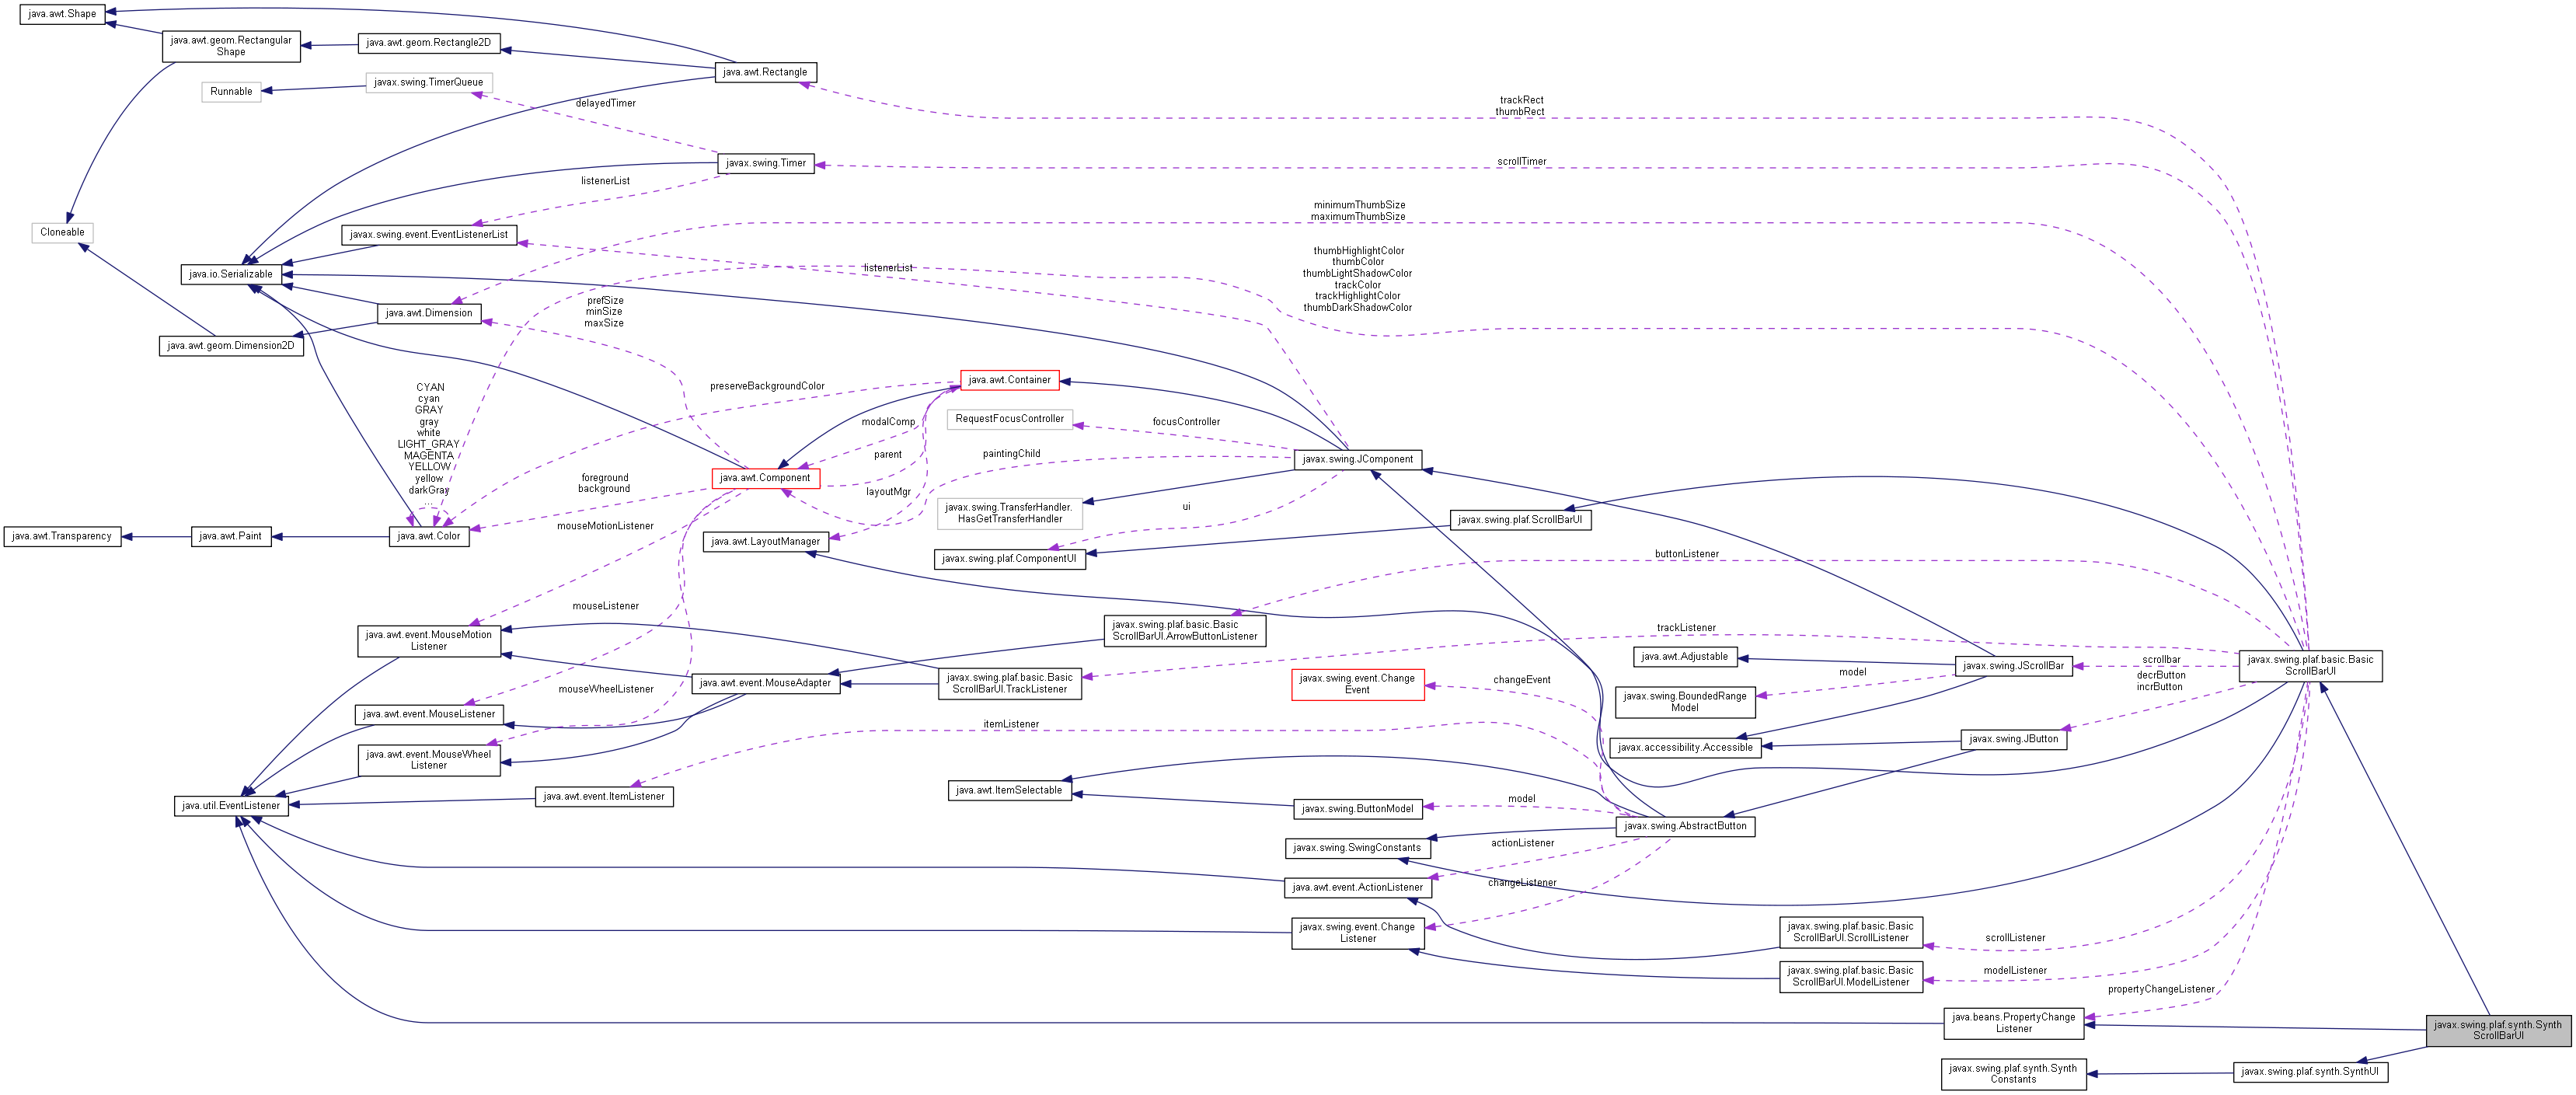 java.awt.Shape
java.awt.geom.Rectangular
Shape
java.awt.geom.Rectangle2D
java.awt.Rectangle
Runnable
javax.swing.TimerQueue
delayedTimer
trackRect
thumbRect
javax.swing.Timer
scrollTimer
listenerList
Cloneable
javax.swing.event.EventListenerList
minimumThumbSize
maximumThumbSize
java.io.Serializable
listenerList
thumbHighlightColor
thumbColor
thumbLightShadowColor
trackColor
trackHighlightColor
thumbDarkShadowColor
java.awt.Dimension
prefSize
minSize
maxSize
java.awt.geom.Dimension2D
CYAN
cyan
GRAY
gray
white
LIGHT_GRAY
MAGENTA
YELLOW
yellow
darkGray
...
preserveBackgroundColor
java.awt.Container
modalComp
RequestFocusController
focusController
parent
paintingChild
javax.swing.JComponent
java.awt.Component
foreground
background
layoutMgr
javax.swing.TransferHandler.
HasGetTransferHandler
ui
javax.swing.plaf.ScrollBarUI
java.awt.Transparency
java.awt.Paint
java.awt.Color
mouseMotionListener
java.awt.LayoutManager
javax.swing.plaf.ComponentUI
buttonListener
mouseListener
java.awt.event.MouseMotion
Listener
javax.swing.plaf.basic.Basic
ScrollBarUI.ArrowButtonListener
trackListener
java.awt.Adjustable
javax.swing.JScrollBar
scrollbar
javax.swing.plaf.basic.Basic
ScrollBarUI
java.awt.event.MouseAdapter
javax.swing.plaf.basic.Basic
ScrollBarUI.TrackListener
javax.swing.event.Change
Event
changeEvent
model
decrButton
incrButton
mouseWheelListener
javax.swing.BoundedRange
Model
java.awt.event.MouseListener
itemListener
java.awt.event.MouseWheel
Listener
javax.accessibility.Accessible
javax.swing.JButton
java.util.EventListener
java.awt.event.ItemListener
java.awt.ItemSelectable
javax.swing.ButtonModel
model
javax.swing.AbstractButton
javax.swing.SwingConstants
actionListener
java.awt.event.ActionListener
changeListener
javax.swing.event.Change
Listener
javax.swing.plaf.basic.Basic
ScrollBarUI.ScrollListener
scrollListener
javax.swing.plaf.basic.Basic
ScrollBarUI.ModelListener
modelListener
propertyChangeListener
java.beans.PropertyChange
Listener
javax.swing.plaf.synth.Synth
ScrollBarUI
javax.swing.plaf.synth.Synth
Constants
javax.swing.plaf.synth.SynthUI